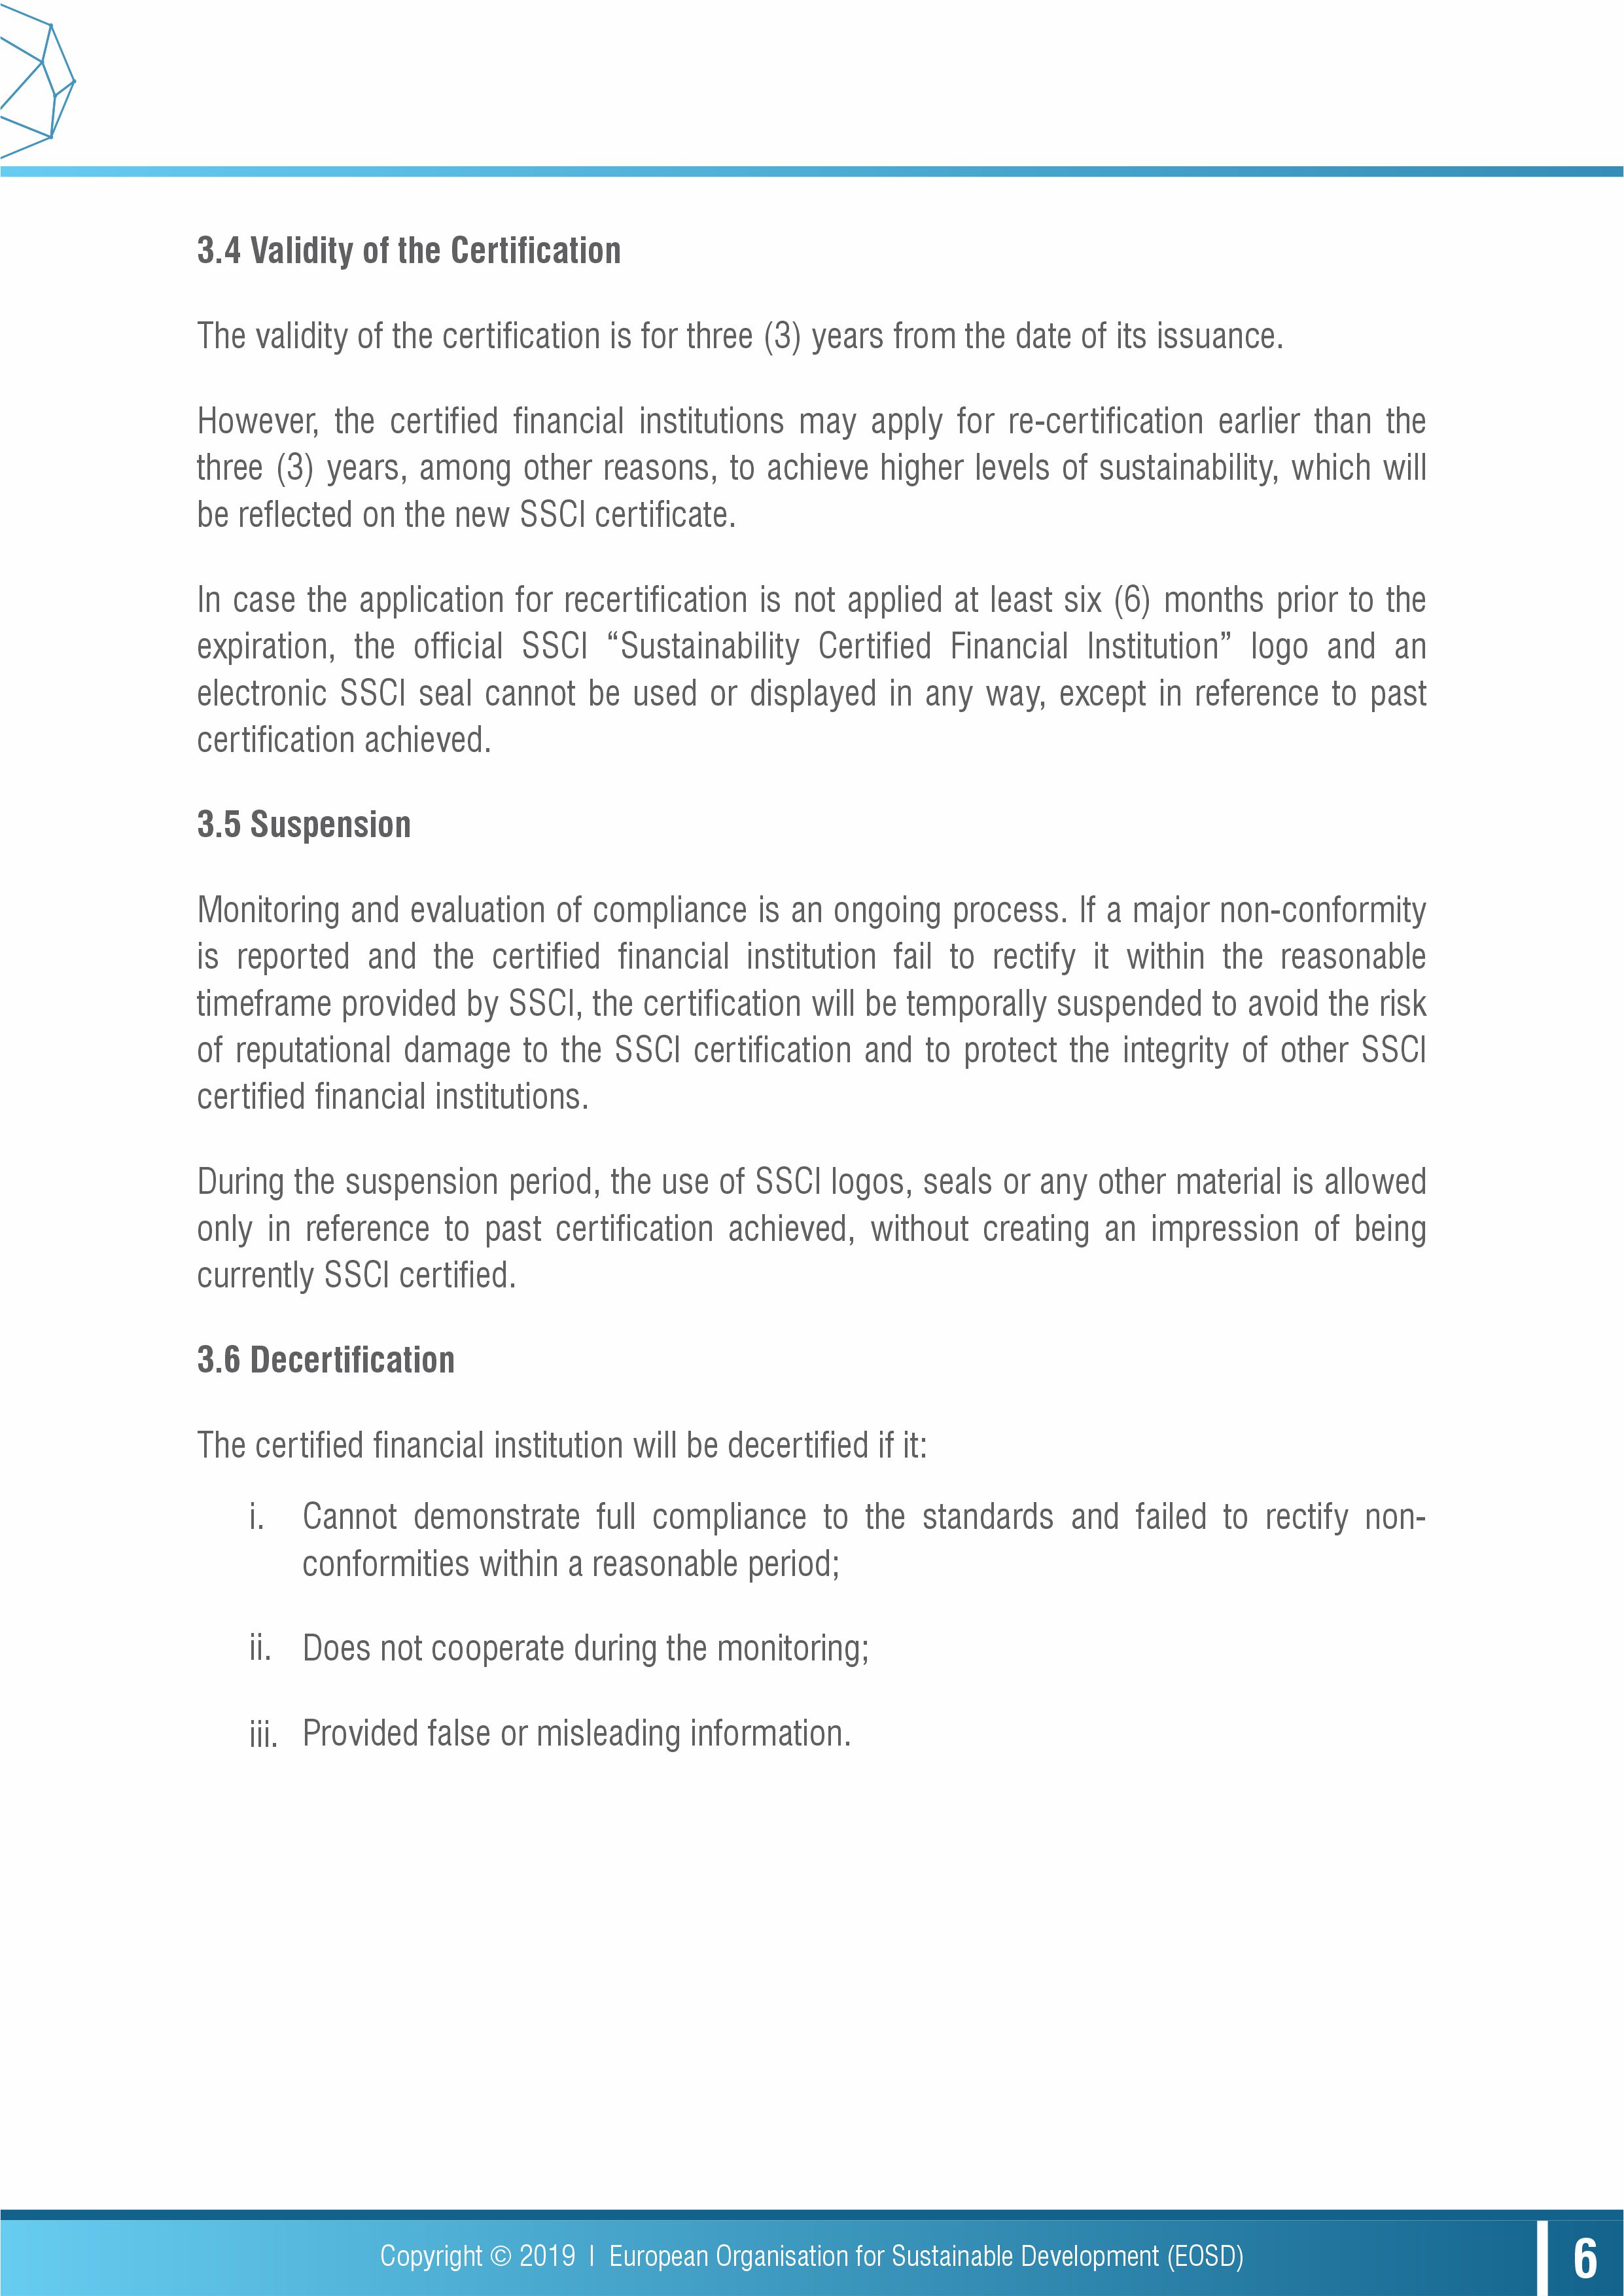 3.4 Validity of the Certification
The validity of the certification is for three (3) years from the date of its issuance.
However, the certified financial institutions may apply for re-certification earlier than the
three (3) years, among other reasons, to achieve higher levels of sustainability, which will
be reflected on the new SSCI certificate.
In case the application for recertification is not applied at least six (6) months prior to the
expiration, the official SSCI “Sustainability Certified Financial Institution” logo and an
electronic SSCI seal cannot be used or displayed in any way, except in reference to past
certification achieved.
3.5 Suspension
Monitoring and evaluation of compliance is an ongoing process. If a major non-conformity
is reported and the certified financial institution fail to rectify it within the reasonable
timeframe provided by SSCI, the certification will be temporally suspended to avoid the risk
of reputational damage to the SSCI certification and to protect the integrity of other SSCI
certified financial institutions.
During the suspension period, the use of SSCI logos, seals or any other material is allowed
only in reference to past certification achieved, without creating an impression of being
currently SSCI certified.
3.6 Decertification
The certified financial institution will be decertified if it:
i. Cannot demonstrate full compliance to the standards and failed to rectify non-
conformities within a reasonable period;
ii. Does not cooperate during the monitoring;
iii. Provided false or misleading information.
Copyright © 2019 | European Organisation for Sustainable Development (EOSD)
6